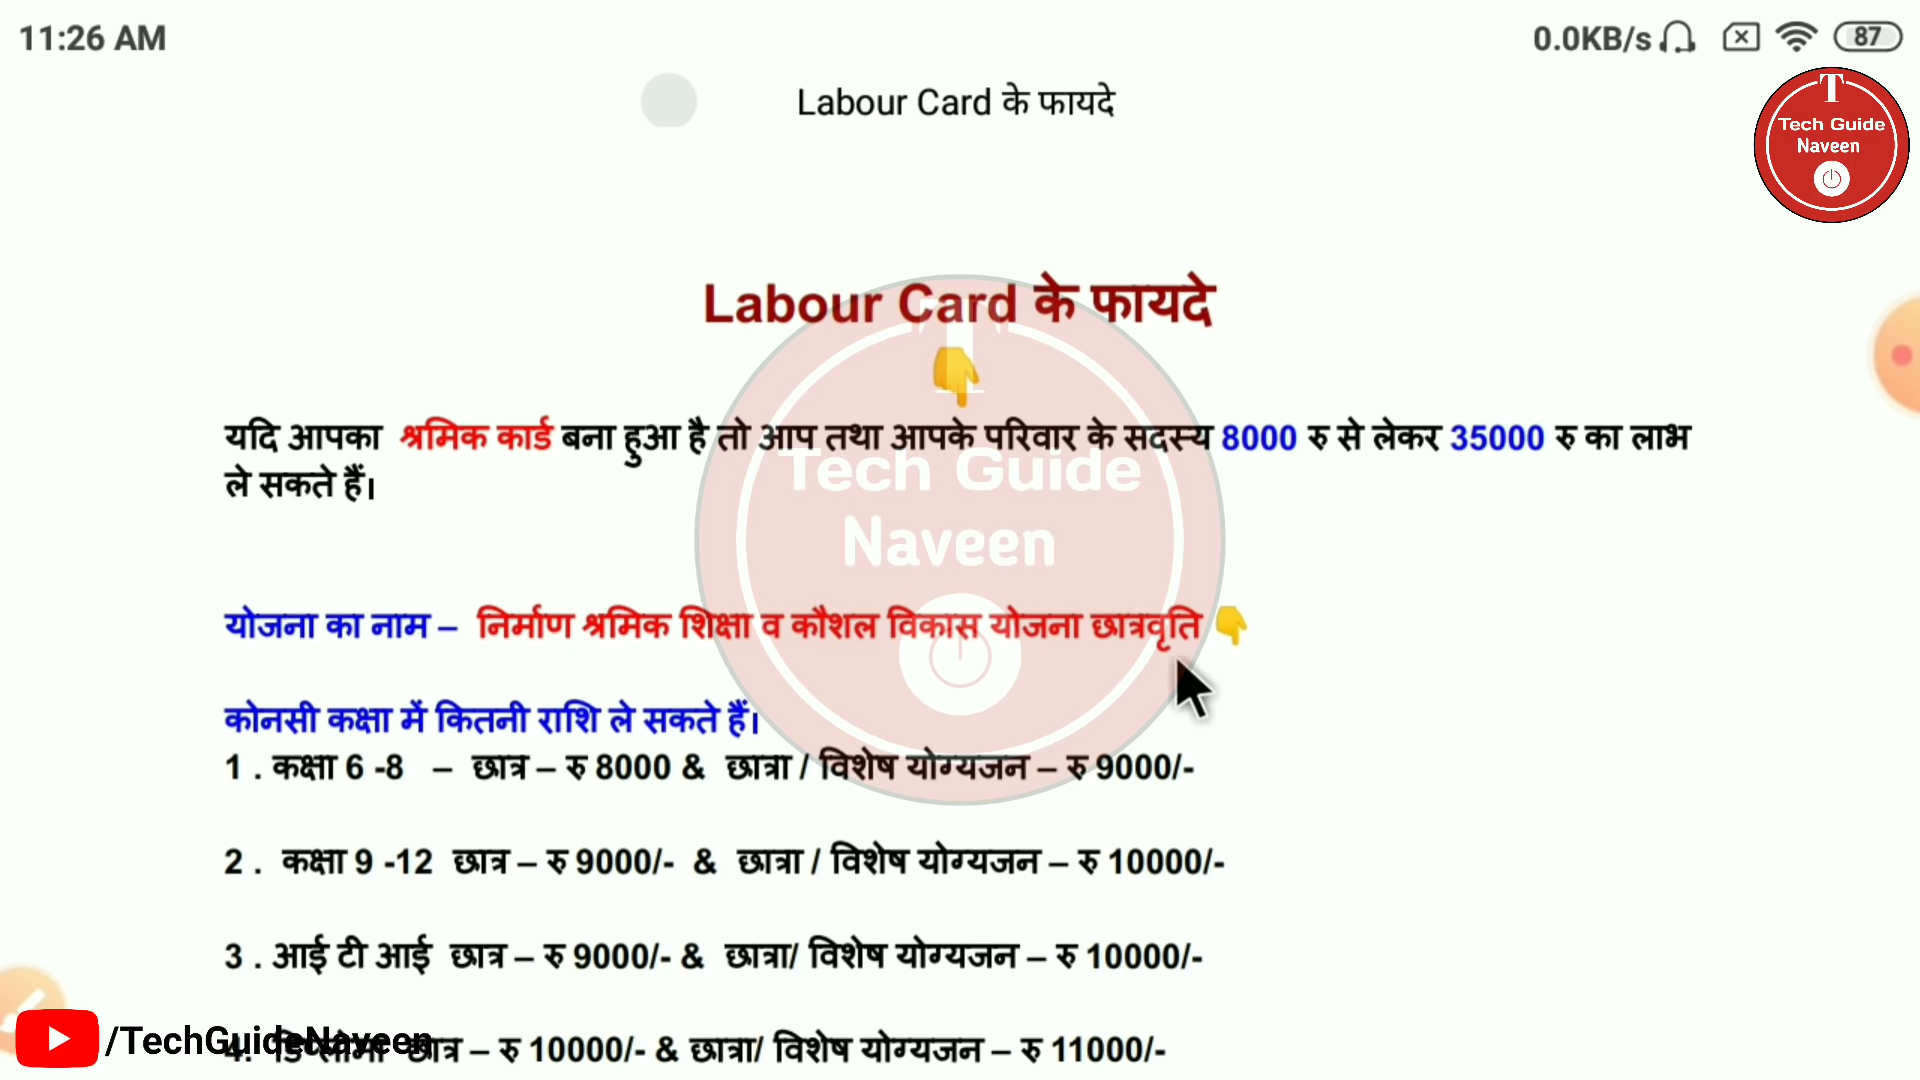 11:26 AM
0.0KB/s
87
Labour Card के फायदे
T
Tech Guide
Naveen
Labour Card के फायदे
T
यदि आपका श्रमिक कार्ड बना हुआ है तो आप तथा आपके परिवार के सदस्य 8000 रु से लेकर 35000 रु का लाभ
ले सकते हैं।
Tech Guide
Naveen
योजना का नाम – निर्माण श्रमिक शिक्षा व कौशल विकास योजना छात्रवृति
कोनसी कक्षा में कितनी राशि ले सकते हैं।
1 . कक्षा 6 -8 – छात्र – रु 8000 & छात्रा / विशेष योग्यजन – रु 9000/-
2 . कक्षा 9 -12 छात्र – रु 9000/- & छात्रा / विशेष योग्यजन – रु 10000/-
3 . आई टी आई छात्र – रु 9000/- & छात्रा/ विशेष योग्यजन – रु 10000/-
/TechGuideNaveen
4. छात्र – रु 10000/- & छात्रा/ विशेष योग्यजन – रु 11000/-